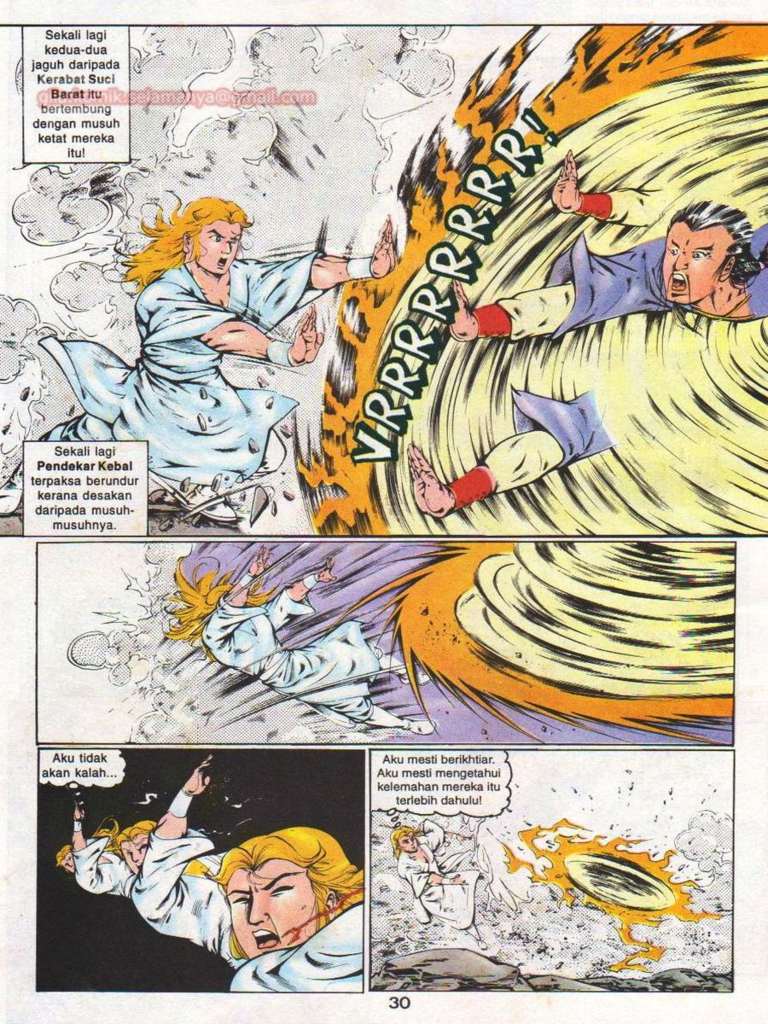 Sekali lagi
kedua-dua
jaguh daripada
Kerabat Suci
Barat itu
bertembung
dengan musuh
ketat mereka
itu!
VRRRRRRRRR!
Sekali lagi
Pendekar Kebal
terpaksa berundur
kerana desakan
daripada musuh-
musuhnya.
Aku tidak
akan kalah...
Aku mesti berikhtiar.
Aku mesti mengetahui
kelemahan mereka itu
terlebih dahulu!
30